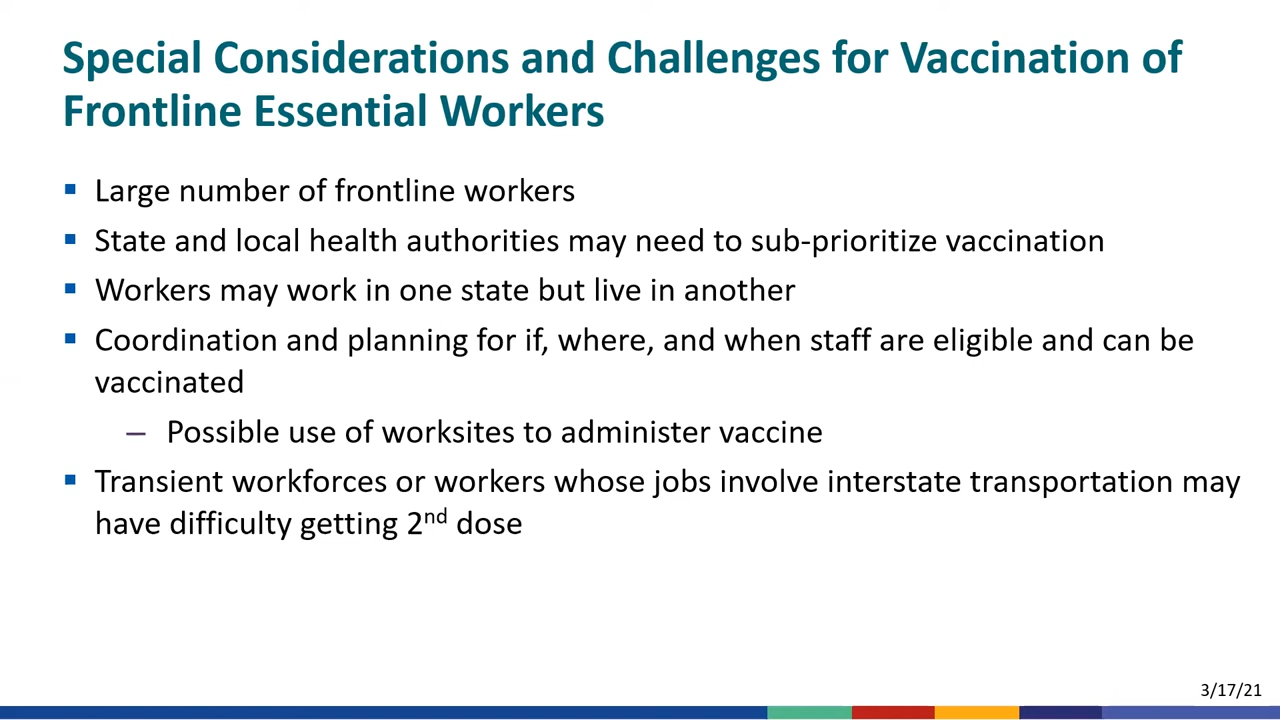 Special Considerations and Challenges for Vaccination of
Frontline Essential Workers
▪ Large number of frontline workers
▪ State and local health authorities may need to sub-prioritize vaccination
▪ Workers may work in one state but live in another
▪ Coordination and planning for if, where, and when staff are eligible and can be
vaccinated
– Possible use of worksites to administer vaccine
▪ Transient workforces or workers whose jobs involve interstate transportation may
have difficulty getting 2nd dose
3/17/21